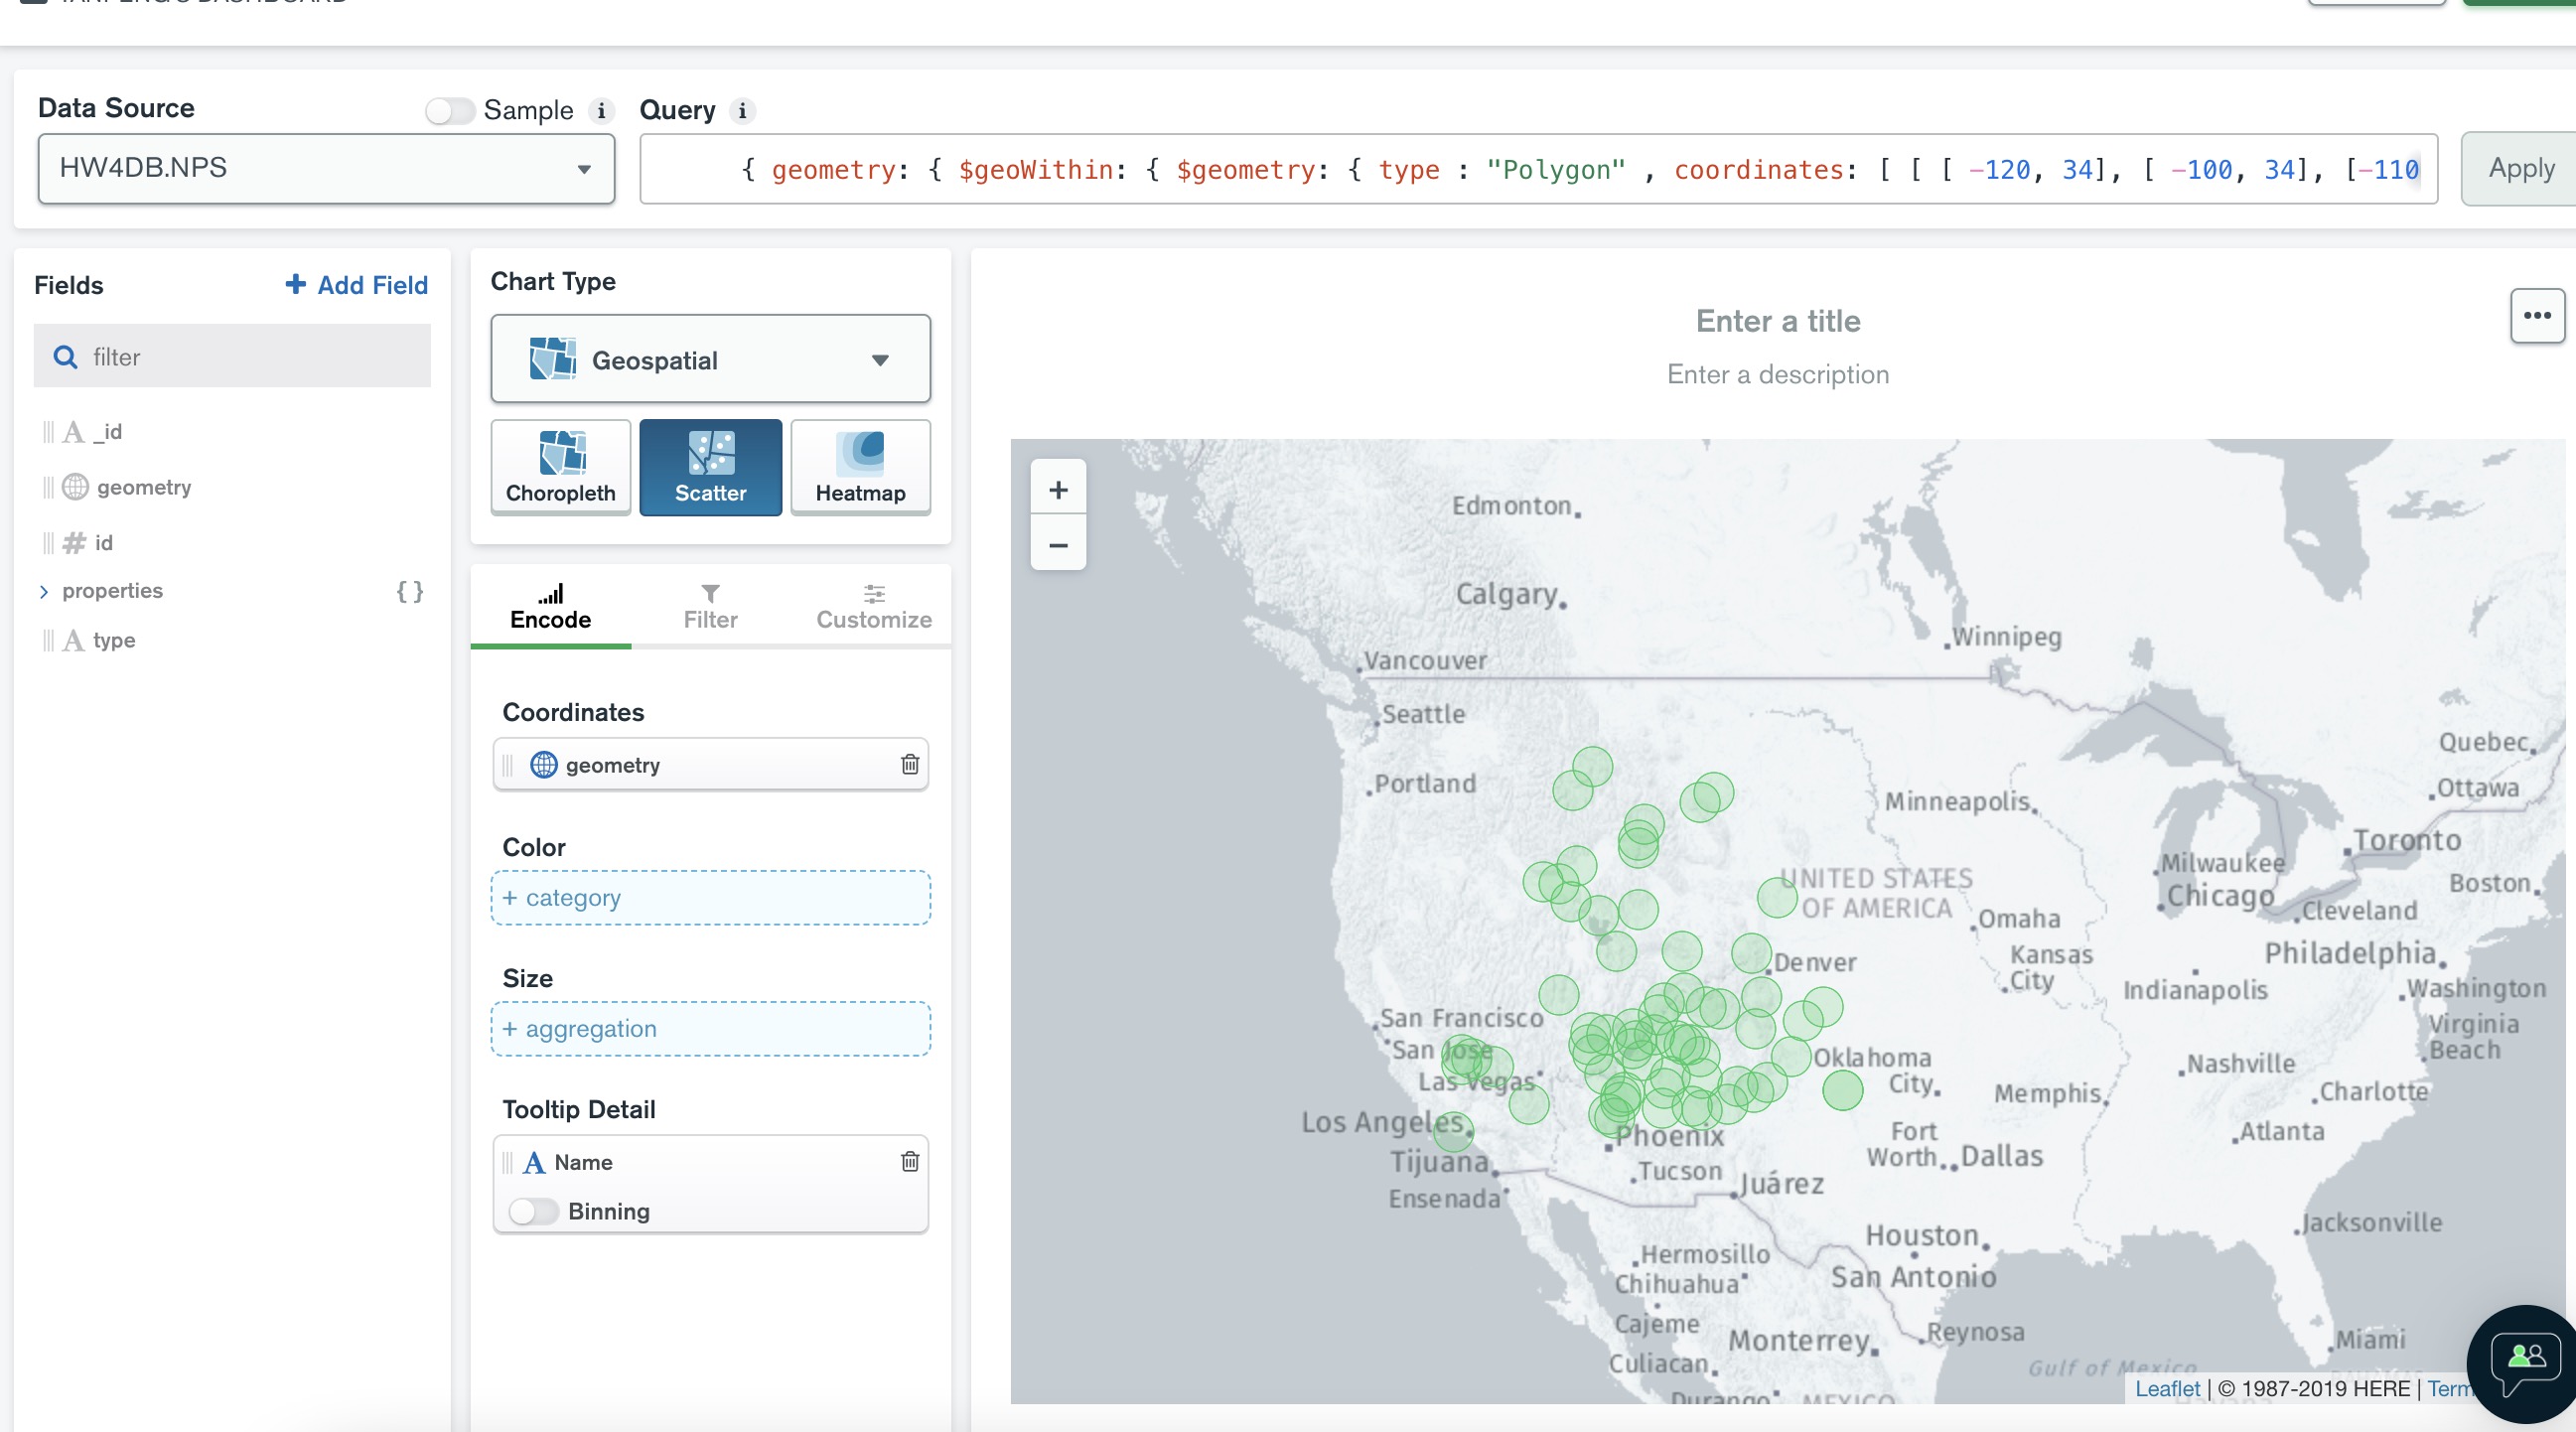 Data Source
Sample
Query
HW4DB.NPS
{ geometry: { $geoWithin: { $geometry: { type : "Polygon" , coordinates: [ [ [ -120, 34], [ -100, 34], [-110
Apply
Fields
+ Add Field
filter
_id
geometry
id
properties { }
type
Chart Type
Geospatial
Choropleth
Scatter
Heatmap
Encode
Filter
Customize
Coordinates
geometry
Color
+ category
Size
+ aggregation
Tooltip Detail
A Name
Binning
Enter a title
Enter a description
+
−
Edmonton
Calgary
Winnipeg
Vancouver
Seattle
Quebec
Portland
Ottawa
Minneapolis
Toronto
Milwaukee
UNITED STATES
OF AMERICA
Boston
Chicago
Cleveland
Omaha
Kansas
City
Philadelphia
Denver
Indianapolis
Washington
San Francisco
Virginia
Beach
San Jose
Oklahoma
City
Nashville
Las Vegas
Memphis
Charlotte
Los Angeles
Phoenix
Fort
Worth
Atlanta
Dallas
Tijuana
Tucson
Juárez
Ensenada
Jacksonville
Houston
Hermosillo
San Antonio
Chihuahua
Cajeme
Reynosa
Monterrey
Miami
Culiacan
Gulf of Mexico
Leaflet | © 1987-2019 HERE | Term
Durango
MEXICO